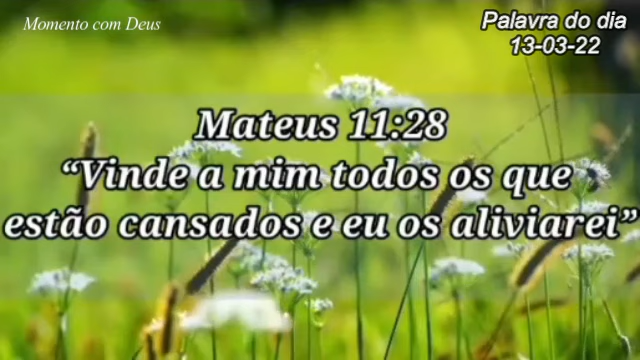 Momento com Deus
Palavra do dia
13-03-22
Mateus 11:28
“Vinde a mim todos os que
estão cansados e eu os aliviarei”